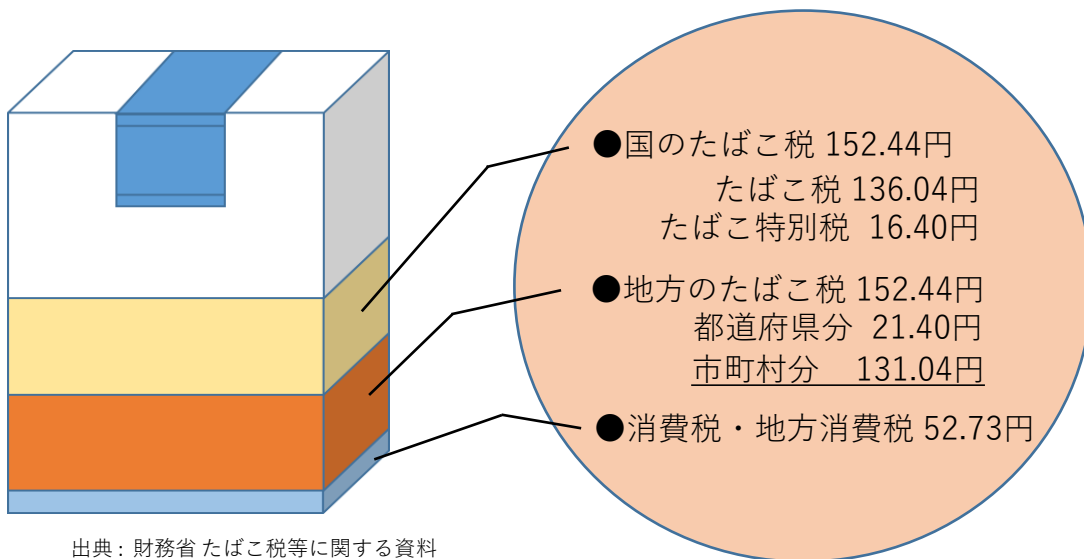 ●国のたばこ税 152.44円
たばこ税 136.04円
たばこ特別税 16.40円
●地方のたばこ税 152.44円
都道府県分 21.40円
市町村分 131.04円
●消費税・地方消費税 52.73円
出典：財務省 たばこ税等に関する資料